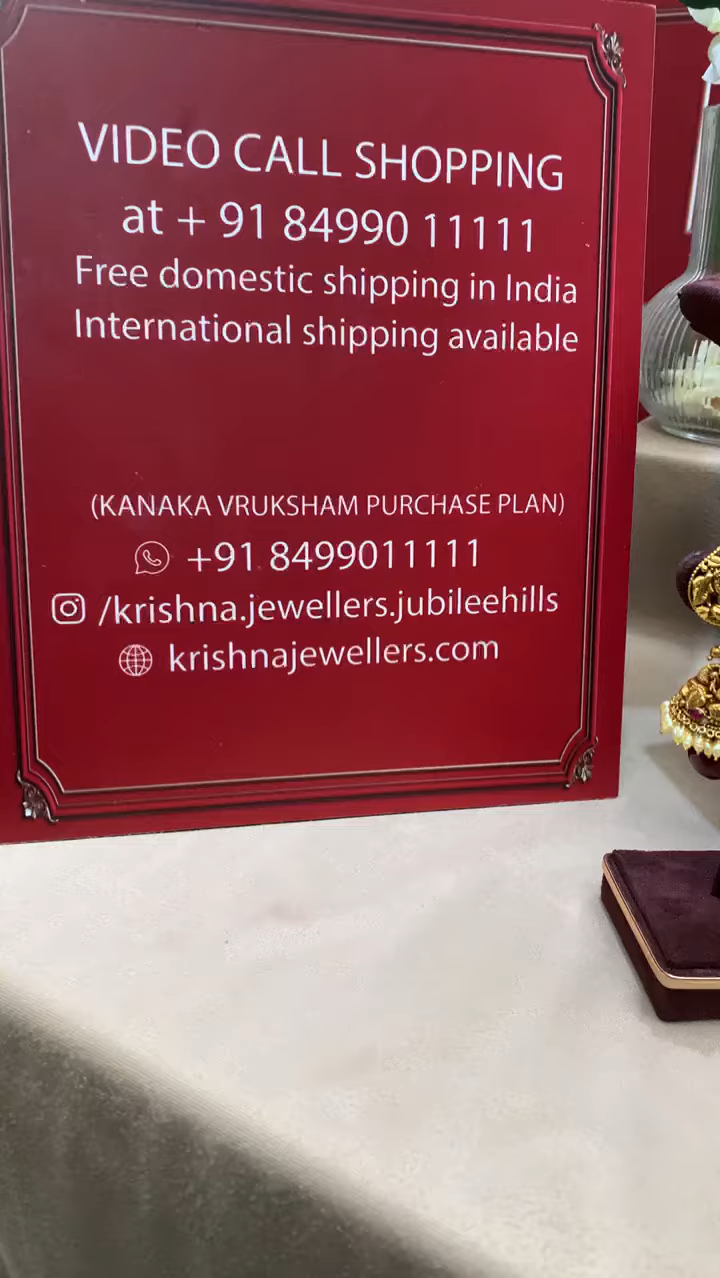 VIDEO CALL SHOPPING
at + 91 84990 11111
Free domestic shipping in India
International shipping available
(KANAKA VRUKSHAM PURCHASE PLAN)
+91 8499011111
/krishna.jewellers.jubileehills
krishnajewellers.com